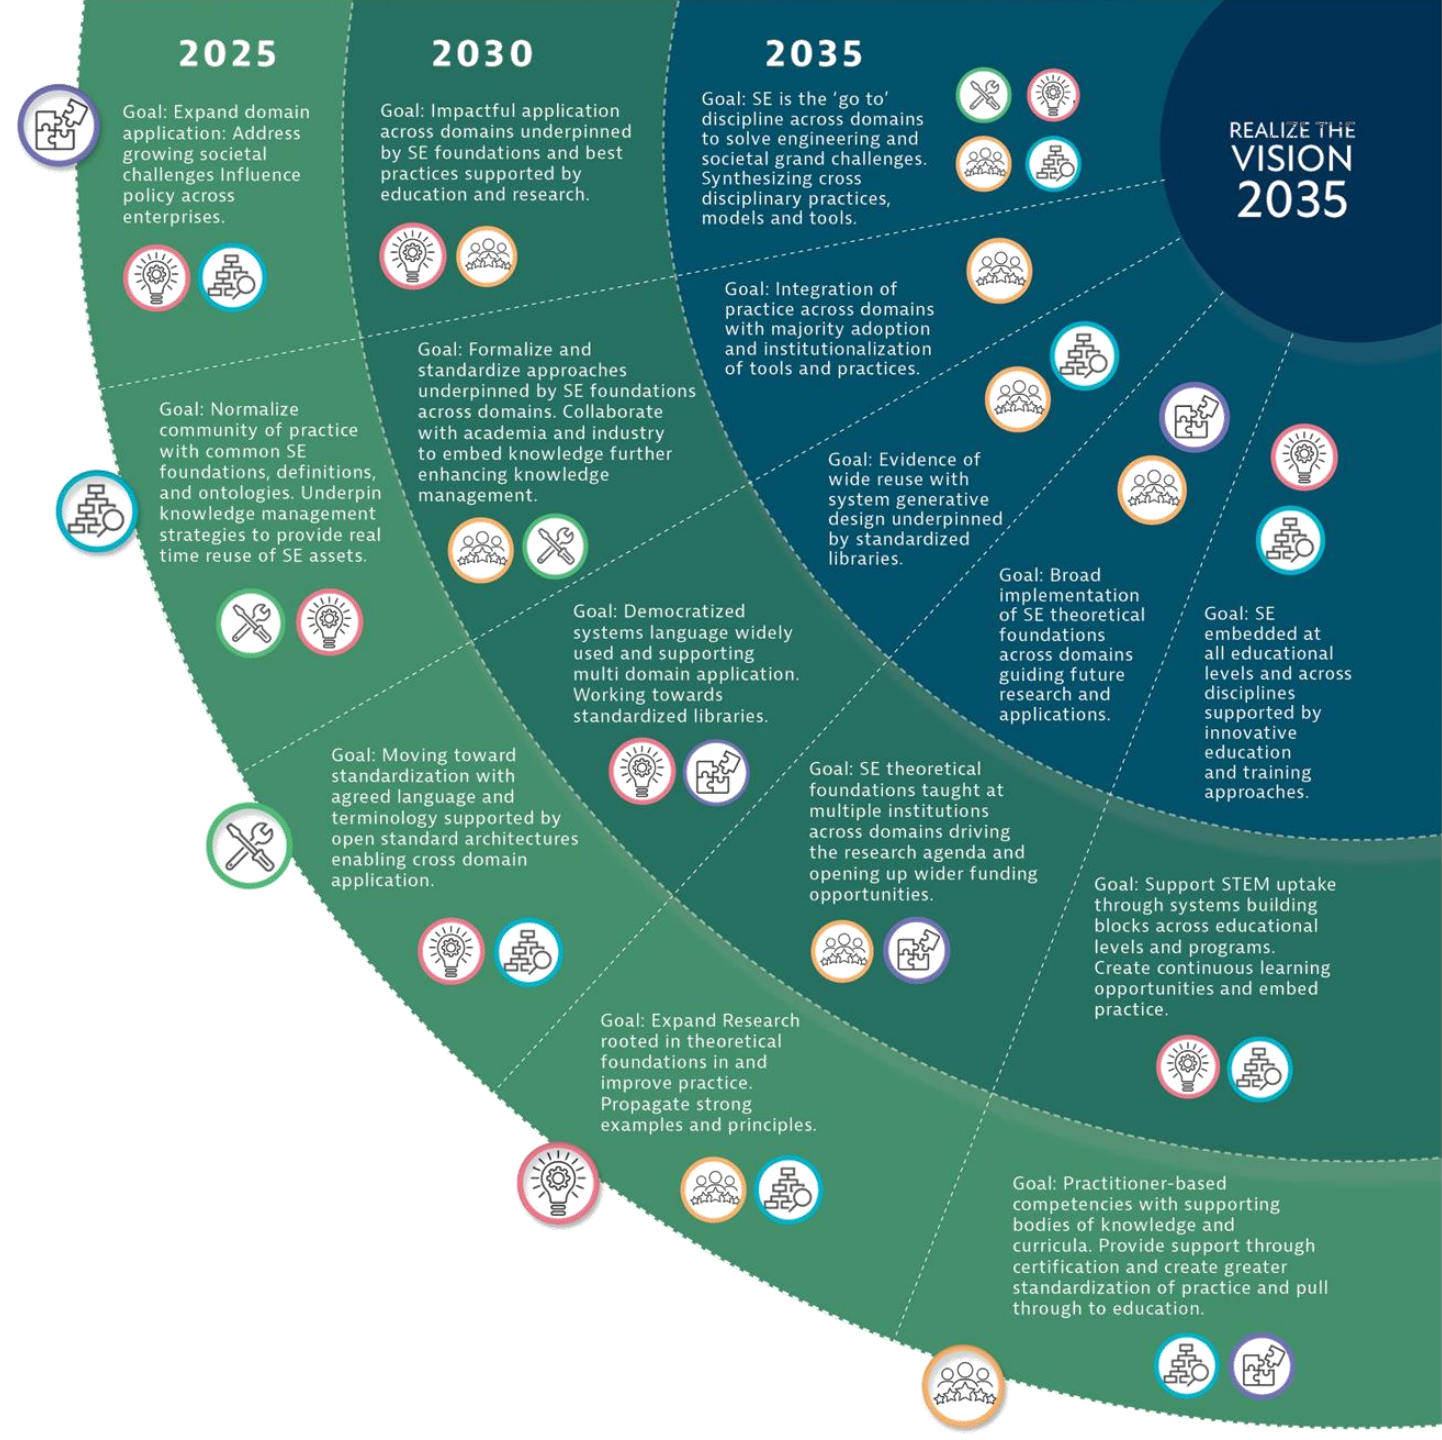 2025
Goal: Expand domain
application: Address
growing societal
challenges Influence
policy across
enterprises.
2030
Goal: Impactful application
across domains underpinned
by SE foundations and best
practices supported by
education and research.
2035
Goal: SE is the ‘go to’
discipline across domains
to solve engineering and
societal grand challenges.
Synthesizing cross
disciplinary practices,
models and tools.
REALIZE THE
VISION
2035
Goal: Normalize
community of practice
with common SE
foundations, definitions,
and ontologies. Underpin
knowledge management
strategies to provide real
time reuse of SE assets.
Goal: Formalize and
standardize approaches
underpinned by SE foundations
across domains. Collaborate
with academia and industry
to embed knowledge further
enhancing knowledge
management.
Goal: Integration of
practice across domains
with majority adoption
and institutionalization
of tools and practices.
Goal: Moving toward
standardization with
agreed language and
terminology supported by
open standard architectures
enabling cross domain
application.
Goal: Democratized
systems language widely
used and supporting
multi domain application.
Working towards
standardized libraries.
Goal: Evidence of
wide reuse with
system generative
design underpinned
by standardized
libraries.
Goal: Expand Research
rooted in theoretical
foundations in and
improve practice.
Propagate strong
examples and principles.
Goal: SE theoretical
foundations taught at
multiple institutions
across domains driving
the research agenda and
opening up wider funding
opportunities.
Goal: Broad
implementation
of SE theoretical
foundations
across domains
guiding future
research and
applications.
Goal: Practitioner-based
competencies with supporting
bodies of knowledge and
curricula. Provide support through
certification and create greater
standardization of practice and pull
through to education.
Goal: Support STEM uptake
through systems building
blocks across educational
levels and programs.
Create continuous learning
opportunities and embed
practice.
Goal: SE
embedded at
all educational
levels and across
disciplines
supported by
innovative
education
and training
approaches.